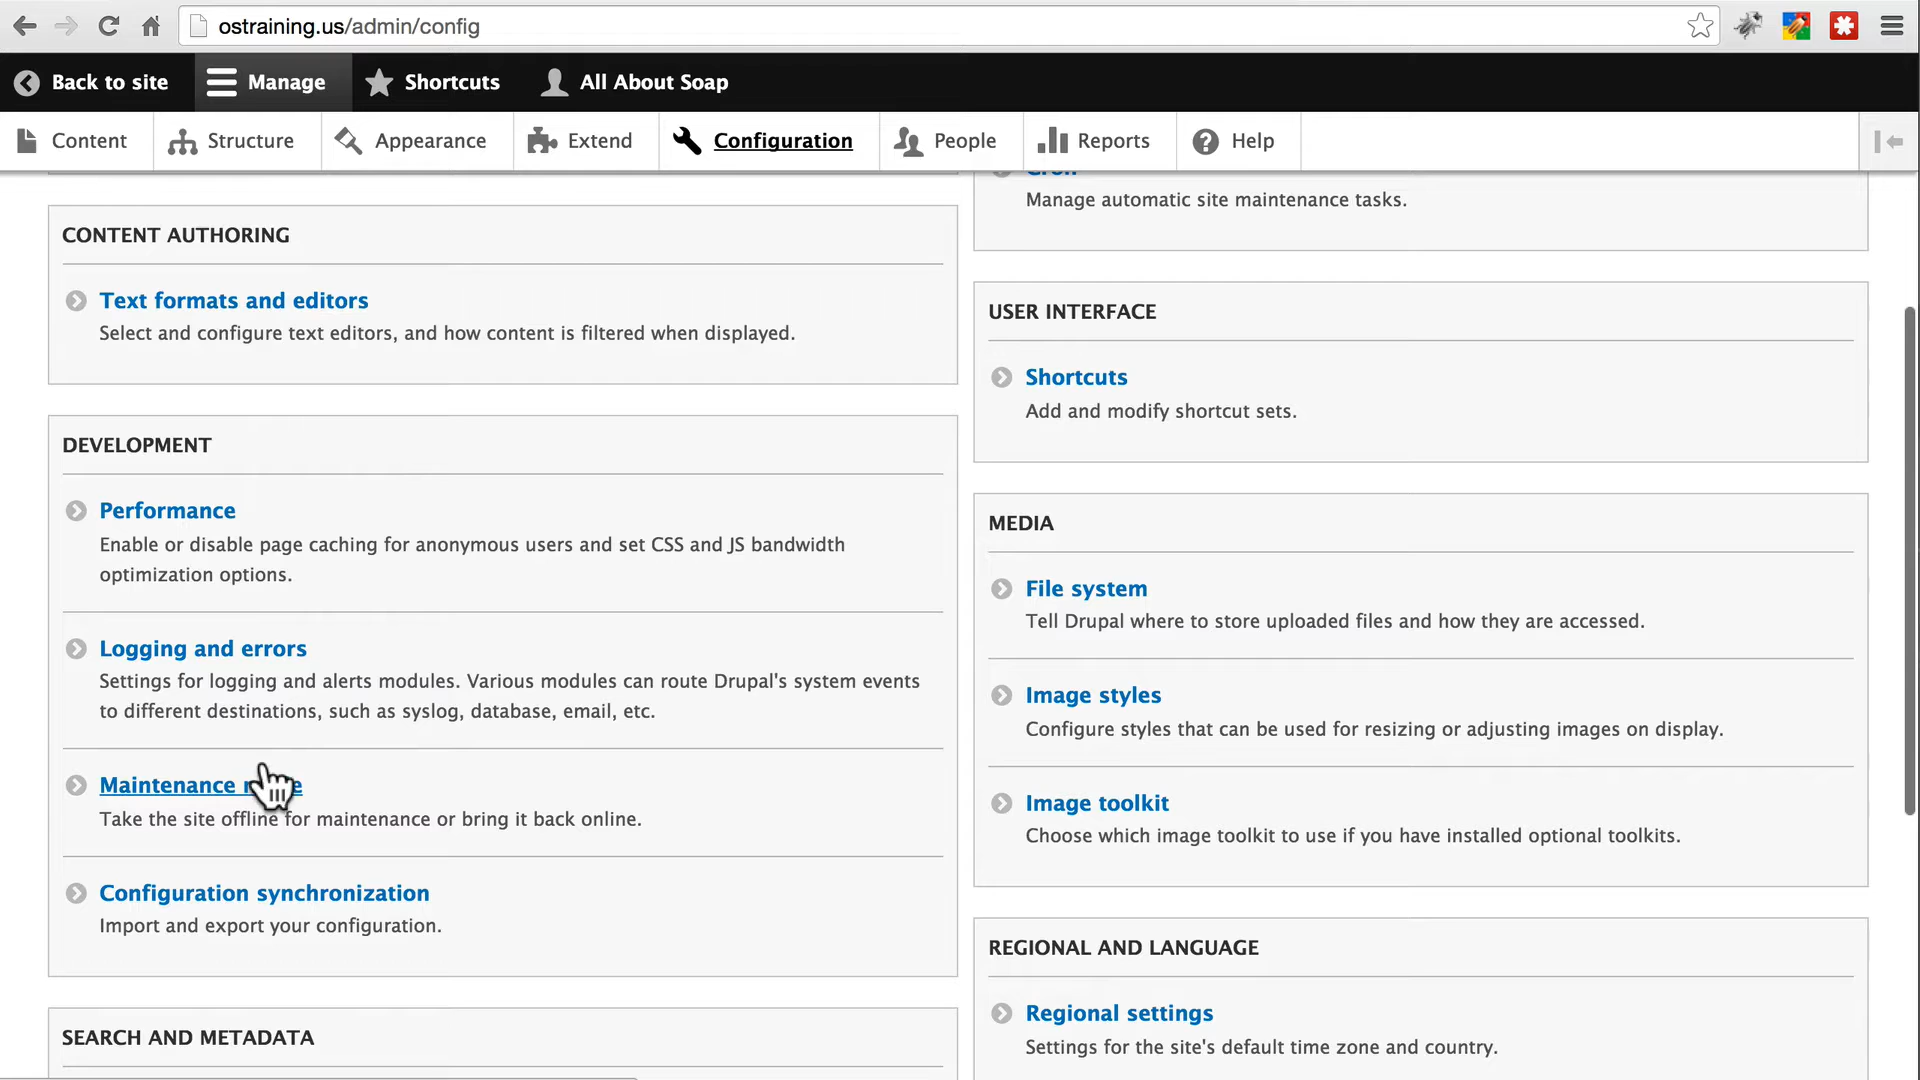 ostraining.us/admin/config
Back to site
Manage
Shortcuts
All About Soap
Content
Structure
Appearance
Extend
Configuration
People
Reports
Help
CONTENT AUTHORING
Text formats and editors
Select and configure text editors, and how content is filtered when displayed.
DEVELOPMENT
Performance
Enable or disable page caching for anonymous users and set CSS and JS bandwidth
optimization options.
Logging and errors
Settings for logging and alerts modules. Various modules can route Drupal's system events
to different destinations, such as syslog, database, email, etc.
Maintenance
Take the site offline for maintenance or bring it back online.
Configuration synchronization
Import and export your configuration.
SEARCH AND METADATA
Manage automatic site maintenance tasks.
USER INTERFACE
Shortcuts
Add and modify shortcut sets.
MEDIA
File system
Tell Drupal where to store uploaded files and how they are accessed.
Image styles
Configure styles that can be used for resizing or adjusting images on display.
Image toolkit
Choose which image toolkit to use if you have installed optional toolkits.
REGIONAL AND LANGUAGE
Regional settings
Settings for the site's default time zone and country.